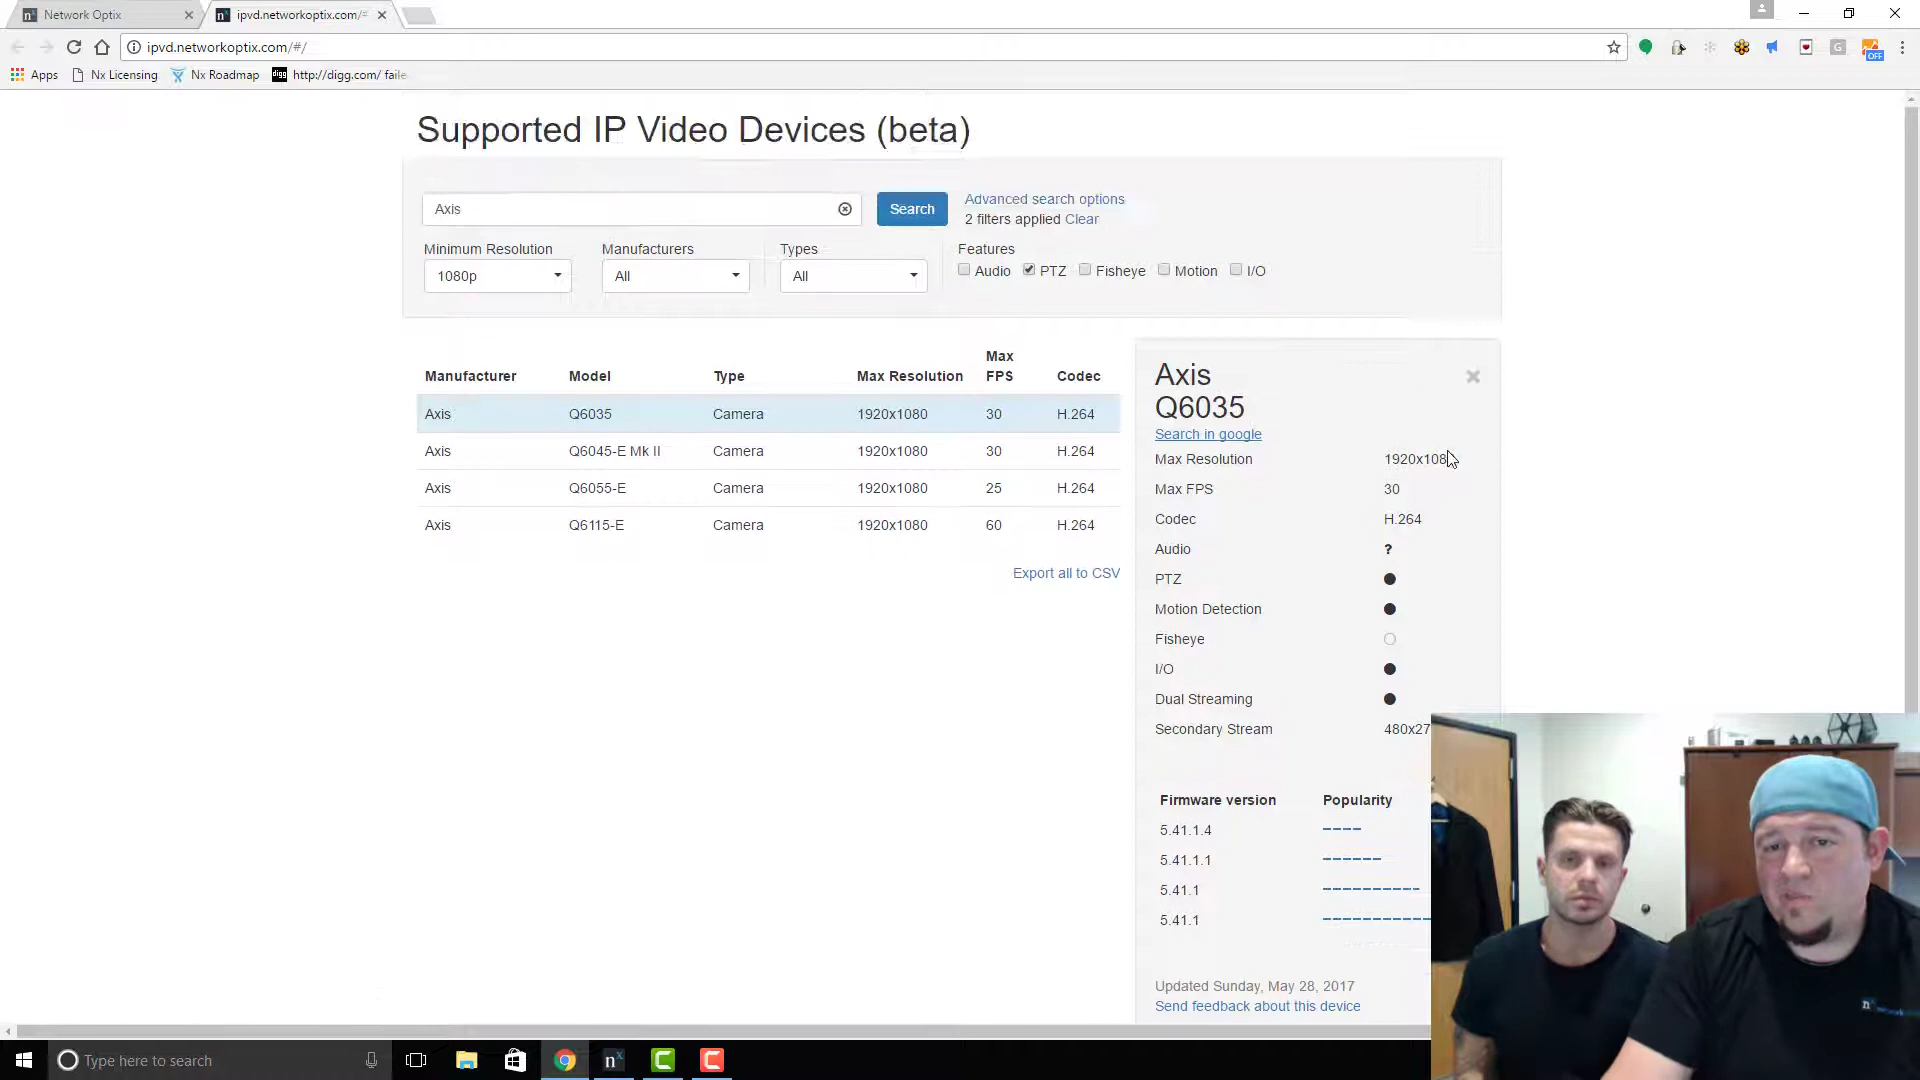 Network Optix
ipvd.networkoptix.com/#
ipvd.networkoptix.com/#/
Apps Nx Licensing Nx Roadmap digg http://digg.com/ faile
G
OFF
Supported IP Video Devices (beta)
Axis
Search
Advanced search options
2 filters applied Clear
Minimum Resolution Manufacturers Types Features
1080p All All Audio PTZ Fisheye Motion I/O
Manufacturer Model Type Max Resolution Max FPS Codec
Axis Q6035 Camera 1920x1080 30 H.264
Axis Q6045-E Mk II Camera 1920x1080 30 H.264
Axis Q6055-E Camera 1920x1080 25 H.264
Axis Q6115-E Camera 1920x1080 60 H.264
Export all to CSV
Axis
Q6035
Search in google
Max Resolution 1920x108
Max FPS 30
Codec H.264
Audio ?
PTZ
Motion Detection
Fisheye
I/O
Dual Streaming
Secondary Stream 480x27
Firmware version Popularity
5.41.1.4
5.41.1.1
5.41.1
5.41.1
Updated Sunday, May 28, 2017
Send feedback about this device
Type here to search
nx
C
C